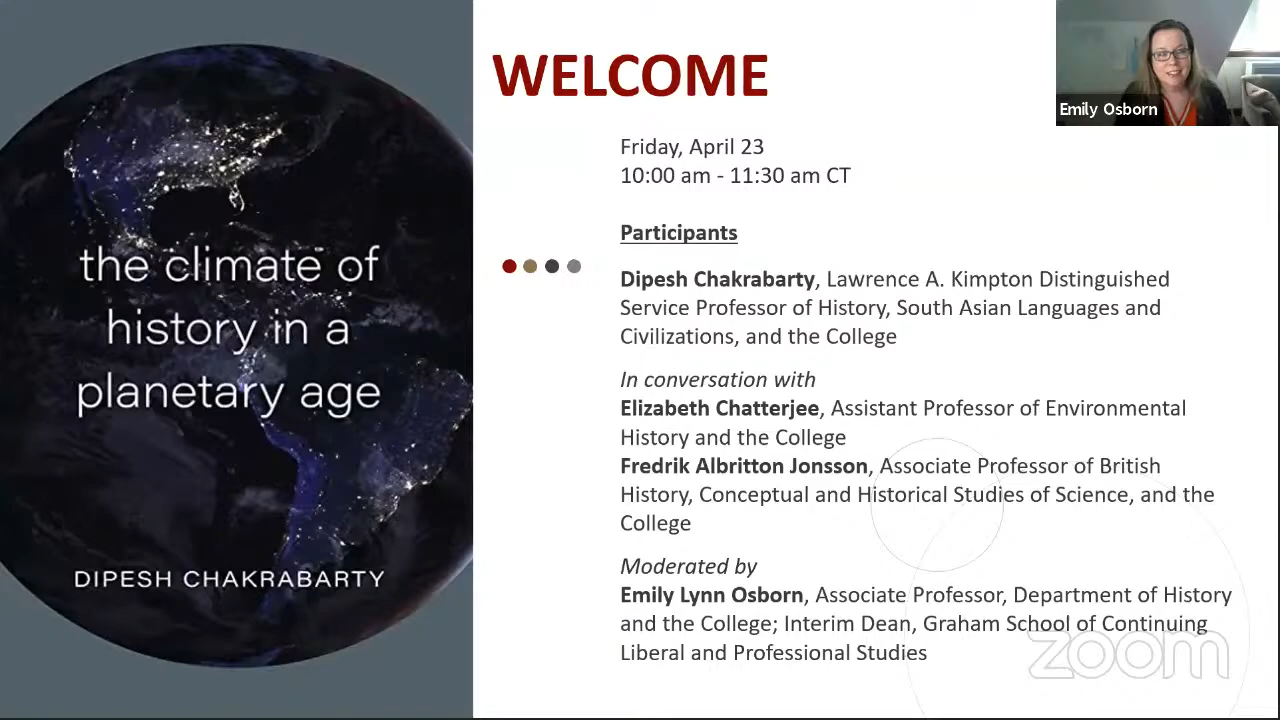 the climate of
history in a
planetary age
DIPESH CHAKRABARTY
WELCOME
Friday, April 23
10:00 am - 11:30 am CT
Participants
Dipesh Chakrabarty, Lawrence A. Kimpton Distinguished
Service Professor of History, South Asian Languages and
Civilizations, and the College
In conversation with
Elizabeth Chatterjee, Assistant Professor of Environmental
History and the College
Fredrik Albritton Jonsson, Associate Professor of British
History, Conceptual and Historical Studies of Science, and the
College
Moderated by
Emily Lynn Osborn, Associate Professor, Department of History
and the College; Interim Dean, Graham School of Continuing
Liberal and Professional Studies
Emily Osborn
zoom